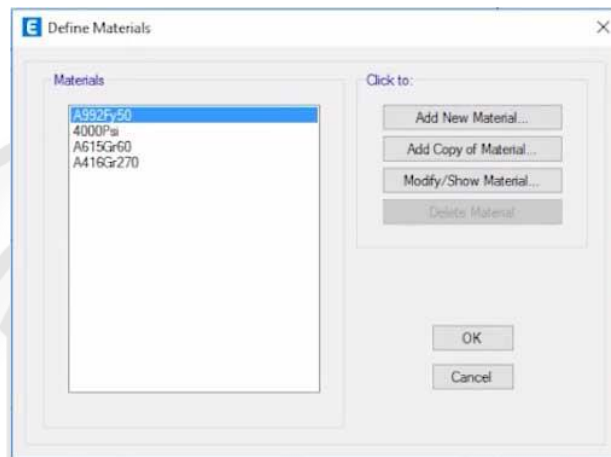 E Define Materials
Materials
A992Fy50
4000Psi
A615Gr60
A416Gr270
Click to:
Add New Material...
Add Copy of Material...
Modify/Show Material...
Delete Material
OK
Cancel